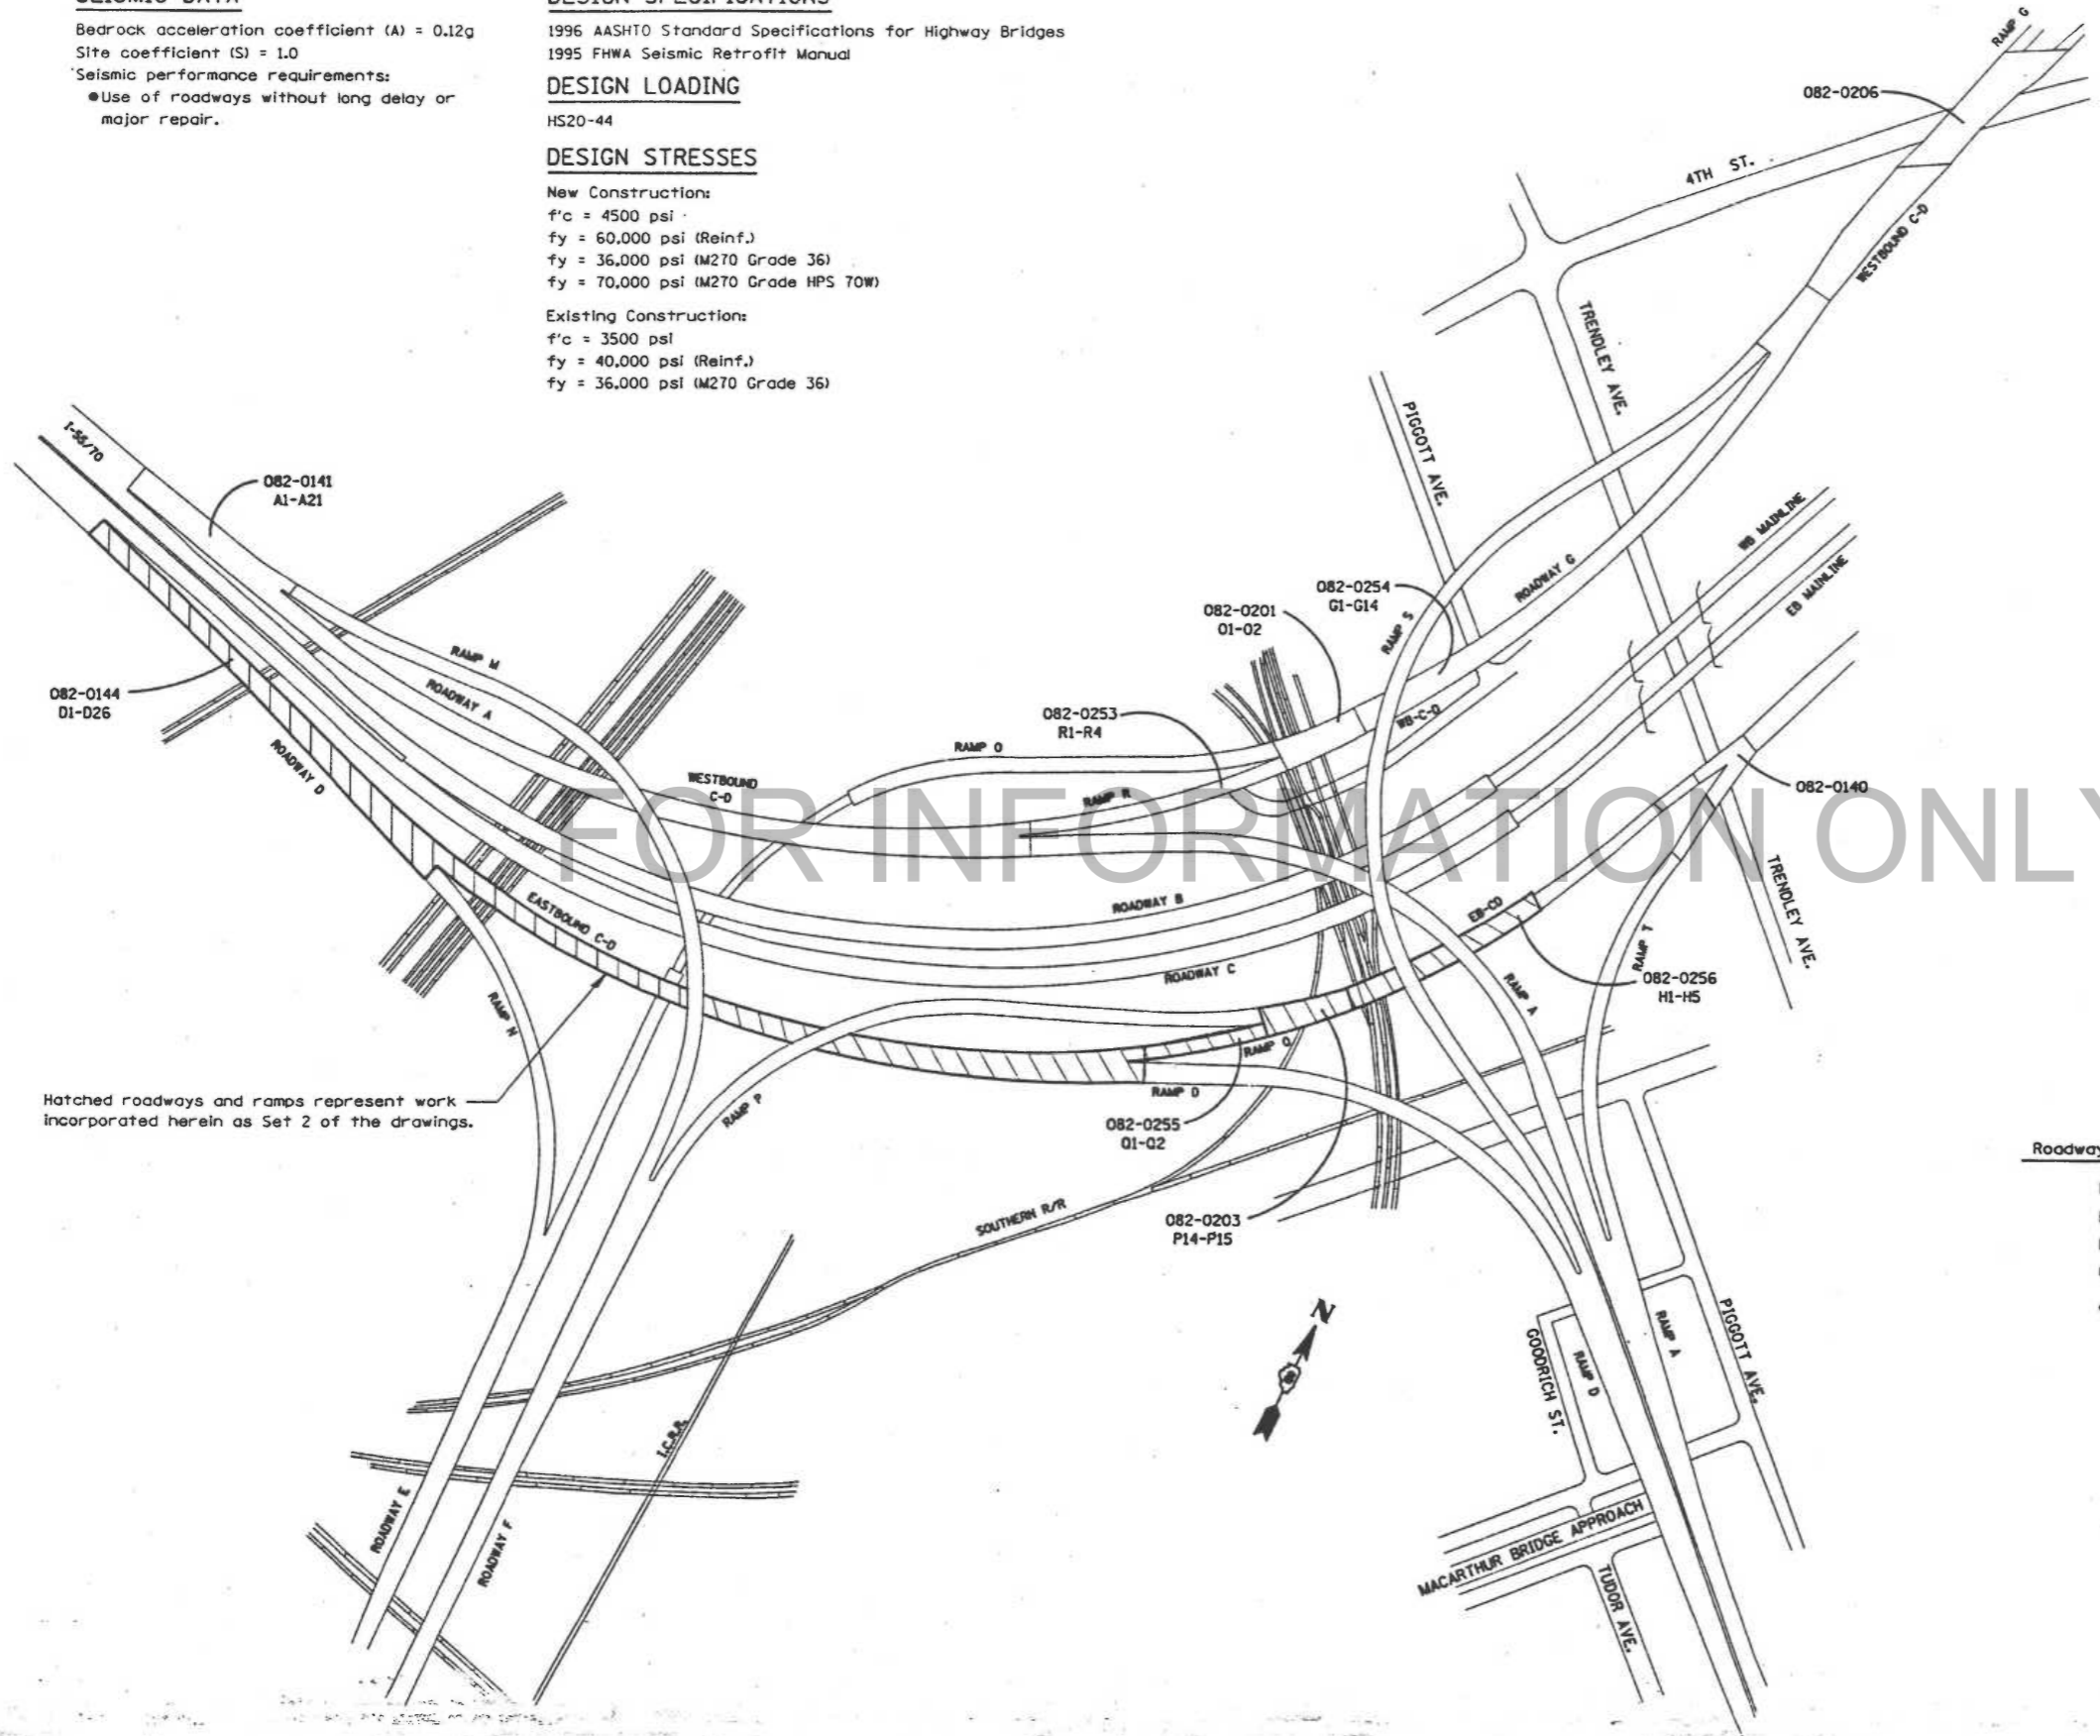 SEISMIC DATA
Bedrock acceleration coefficient (A) = 0.12g
Site coefficient (S) = 1.0
Seismic performance requirements:
●Use of roadways without long delay or
major repair.
DESIGN SPECIFICATIONS
1996 AASHTO Standard Specifications for Highway Bridges
1995 FHWA Seismic Retrofit Manual
DESIGN LOADING
HS20-44
DESIGN STRESSES
New Construction:
f'c = 4500 psi
fy = 60,000 psi (Reinf.)
fy = 36,000 psi (M270 Grade 36)
fy = 70,000 psi (M270 Grade HPS 70W)
Existing Construction:
f'c = 3500 psi
fy = 40,000 psi (Reinf.)
fy = 36,000 psi (M270 Grade 36)
RAMP G
082-0206
4TH ST.
WESTBOUND C-D
TRENDLEY AVE.
PIGGOTT AVE.
I-55/70
082-0141
A1-A21
WB MAINLINE
EB MAINLINE
ROADWAY G
082-0254
G1-G14
082-0201
O1-O2
RAMP S
RAMP M
ROADWAY A
082-0144
D1-D26
082-0253
R1-R4
WB-C-D
RAMP O
ROADWAY D
WESTBOUND
C-D
RAMP R
082-0140
FOR INFORMATION ONLY
TRENDLEY AVE.
ROADWAY B
EASTBOUND C-D
EB-CD
RAMP T
ROADWAY C
RAMP A
082-0256
H1-H5
RAMP N
RAMP Q
RAMP D
RAMP P
Hatched roadways and ramps represent work
incorporated herein as Set 2 of the drawings.
082-0255
Q1-Q2
Roadway
SOUTHERN R/R
082-0203
P14-P15
N
PIGGOTT AVE.
RAMP A
GOODRICH ST.
RAMP D
I.C.R.R.
ROADWAY E
ROADWAY F
MACARTHUR BRIDGE APPROACH
TUDOR AVE.